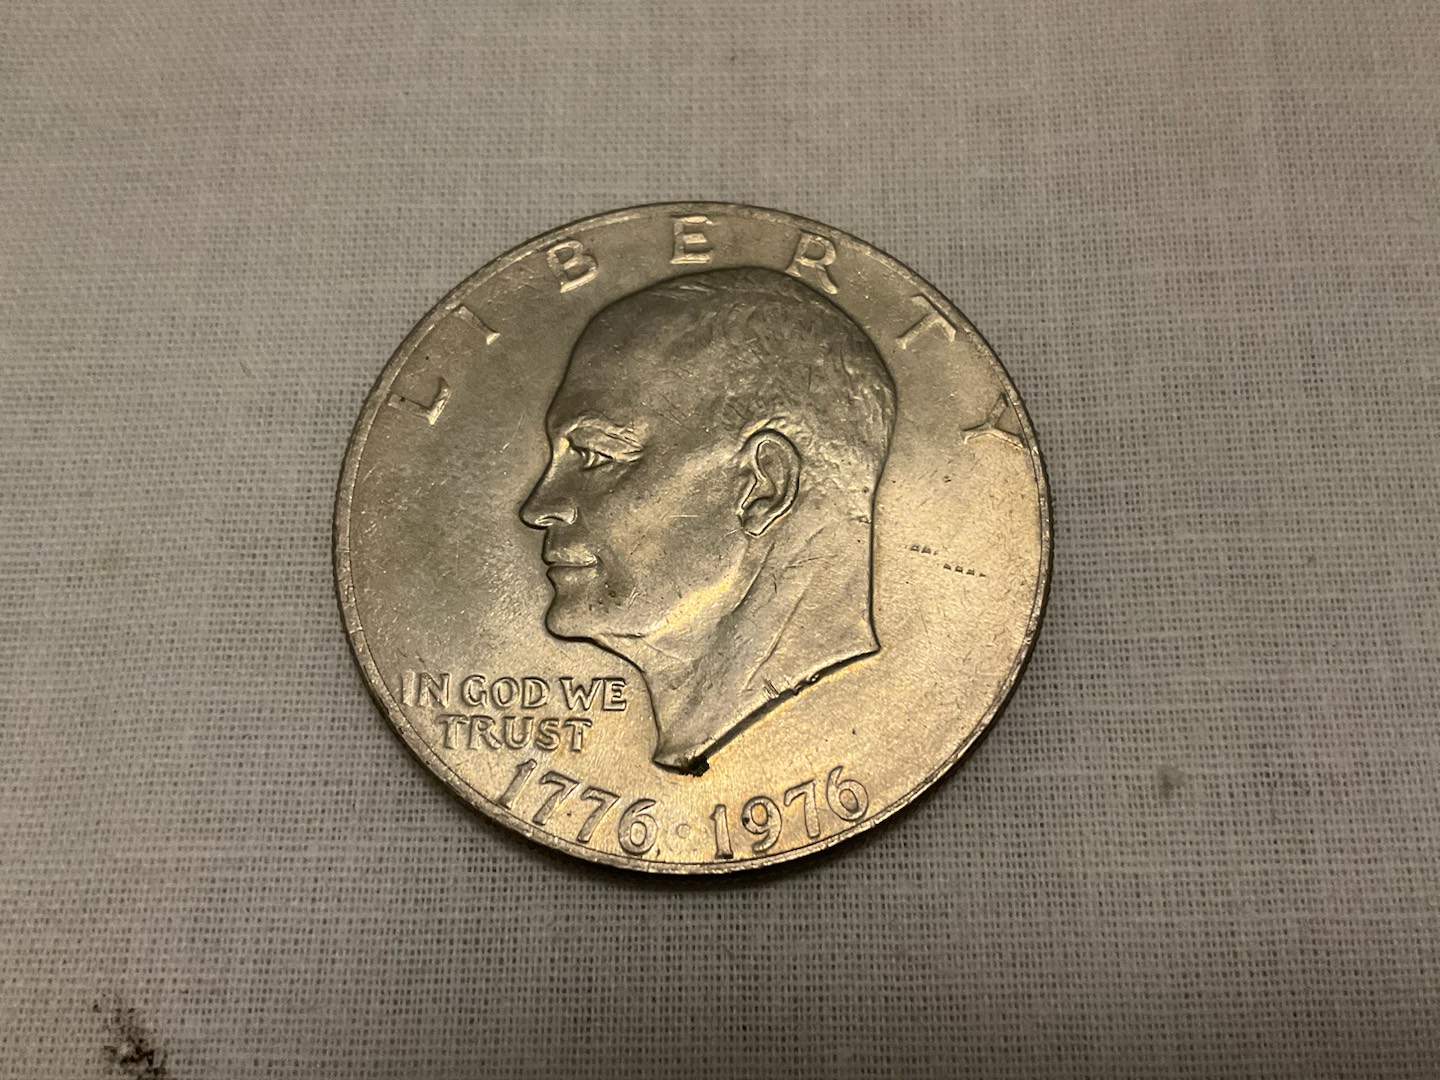 LIBERTY
IN GOD WE
TRUST
1776·1976